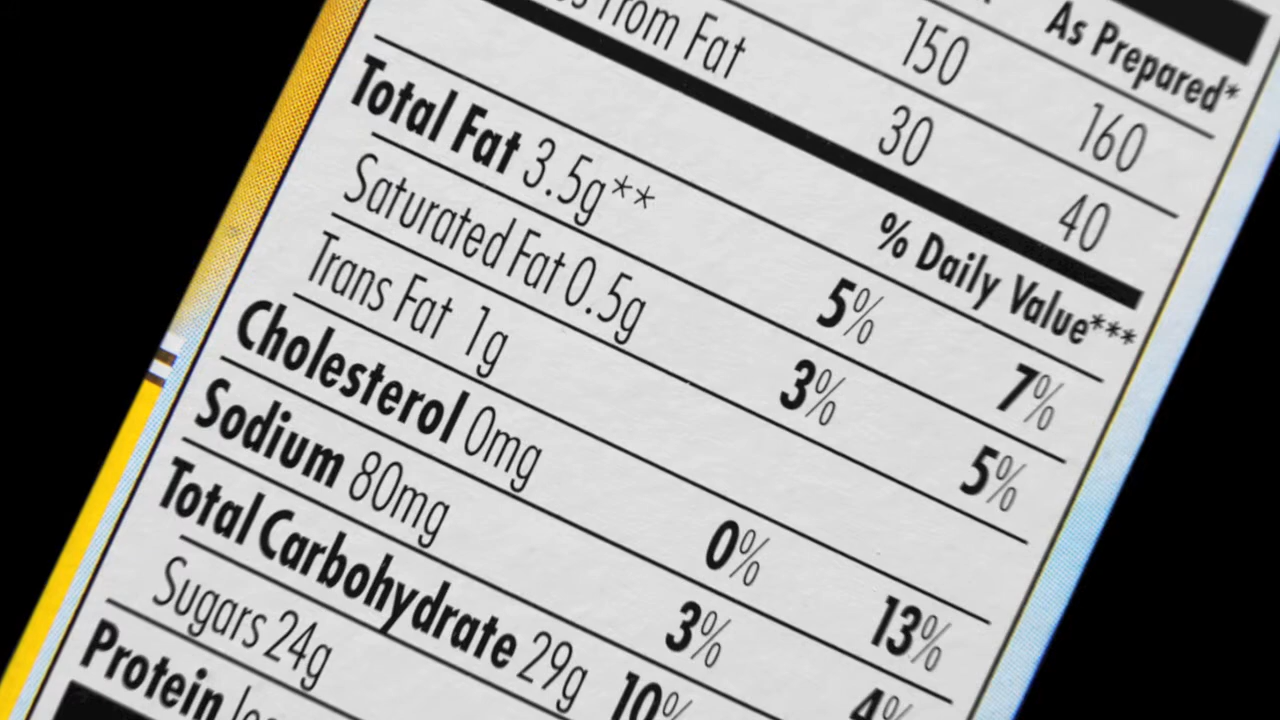 As Prepared*
150 160
from Fat 30 40
% Daily Value***
Total Fat 3.5g** 5% 7%
Saturated Fat 0.5g 3% 5%
Trans Fat 1g
Cholesterol 0mg 0% 13%
Sodium 80mg 3% 4%
Total Carbohydrate 29g 10%
Sugars 24g
Protein